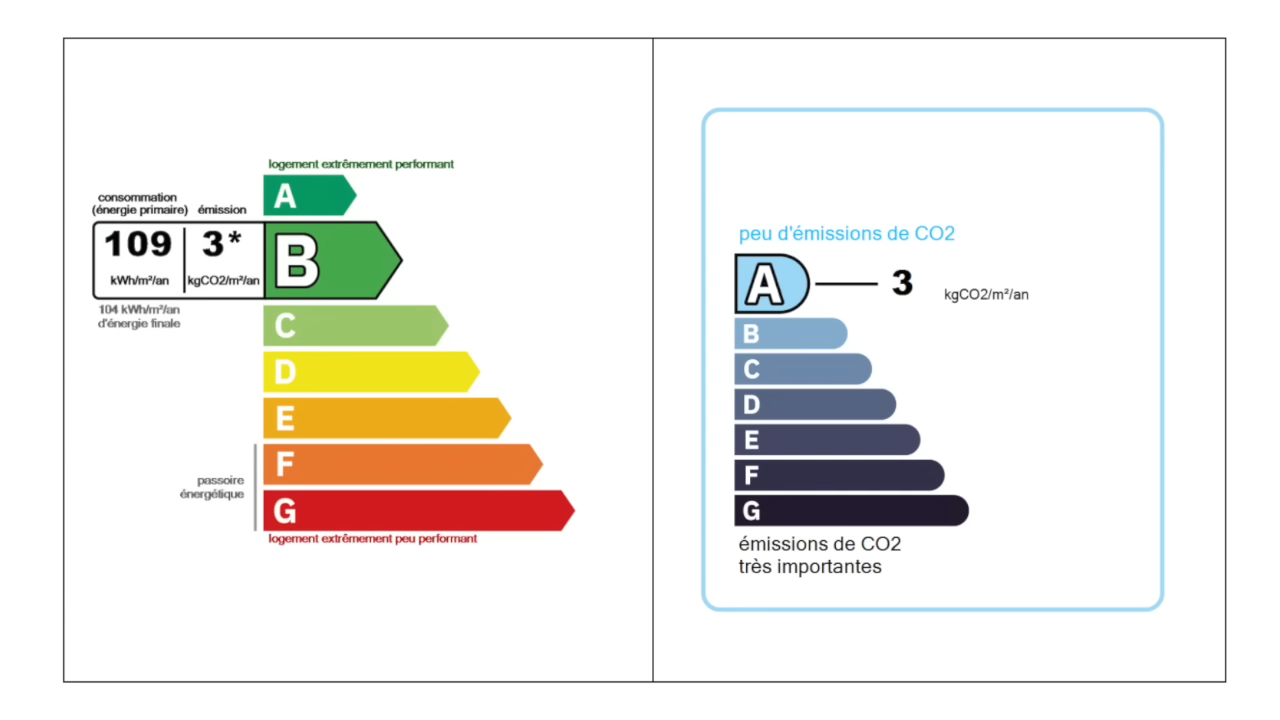 logement extrêmement performant
consommation
(énergie primaire) émission
A
109 3*
kWh/m²/an kgCO2/m²/an
B
104 kWh/m²/an
d'énergie finale
C
D
E
F
passoire
énergétique
G
logement extrêmement peu performant
peu d'émissions de CO2
A 3 kgCO2/m²/an
B
C
D
E
F
G
émissions de CO2
très importantes